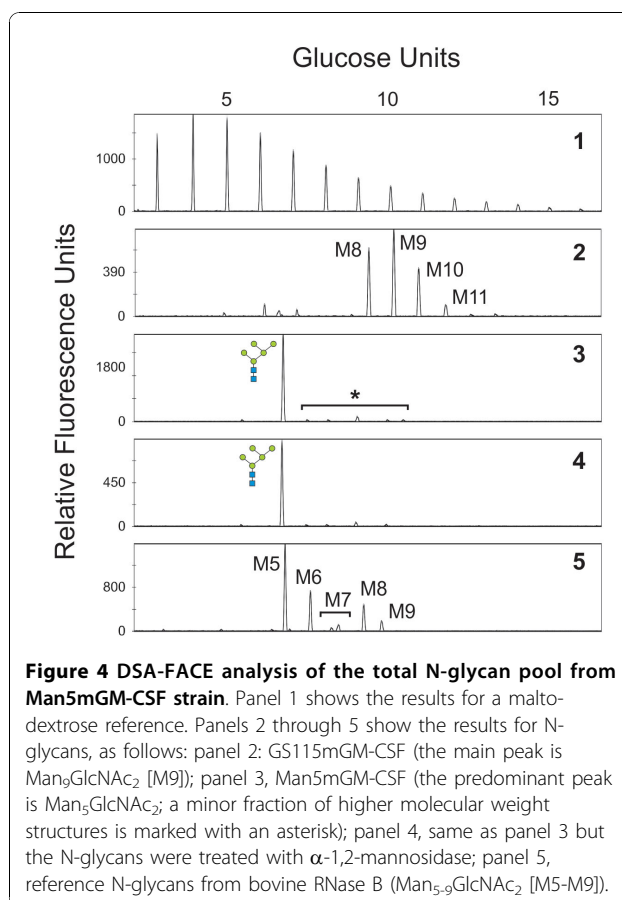 Glucose Units
5 10 15
Relative Fluorescence Units
1000
0
1
390
0
M8 M9
M10
M11
2
1800
0
*
3
450
0
4
800
0
M5
M6
M7
M8
M9
5
Figure 4 DSA-FACE analysis of the total N-glycan pool from
Man5mGM-CSF strain. Panel 1 shows the results for a malto-
dextrose reference. Panels 2 through 5 show the results for N-
glycans, as follows: panel 2: GS115mGM-CSF (the main peak is
Man₉GlcNAc₂ [M9]); panel 3, Man5mGM-CSF (the predominant peak
is Man₅GlcNAc₂; a minor fraction of higher molecular weight
structures is marked with an asterisk); panel 4, same as panel 3 but
the N-glycans were treated with α-1,2-mannosidase; panel 5,
reference N-glycans from bovine RNase B (Man₅₋₉GlcNAc₂ [M5-M9]).